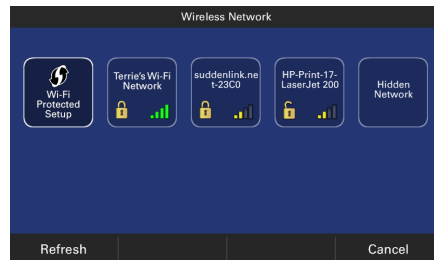 Wireless Network
Wi-Fi
Protected
Setup
Terrie's Wi-Fi
Network
suddenlink.ne
t-23C0
HP-Print-17-
LaserJet 200
Hidden
Network
Refresh
Cancel